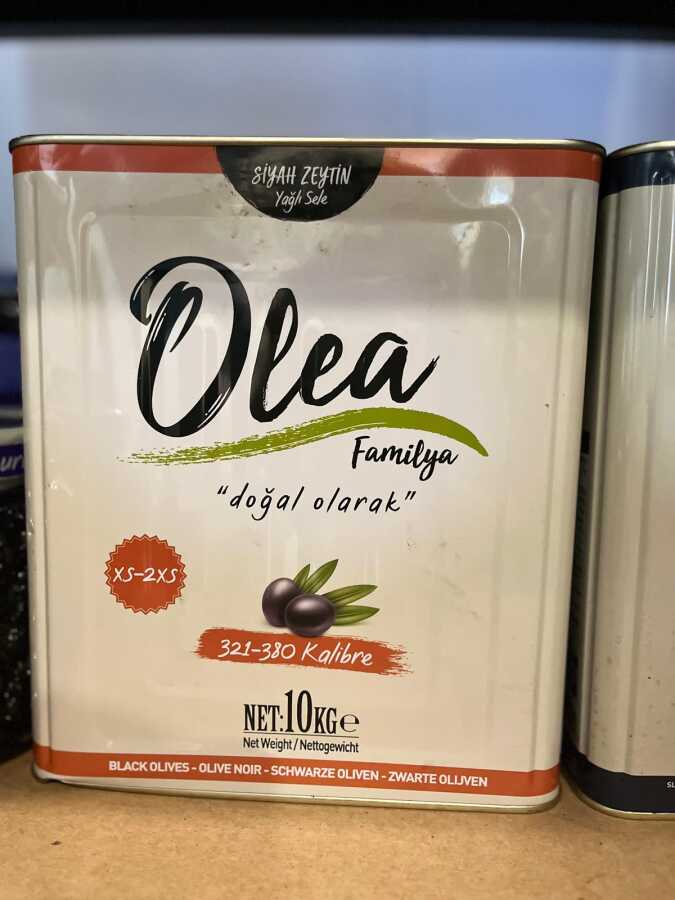 SİYAH ZEYTİN
Yağlı Sele
Olea
Familya
"doğal olarak"
XS-2XS
321-380 Kalibre
NET:10KG e
Net Weight / Nettogewicht
BLACK OLIVES - OLIVE NOIR - SCHWARZE OLIVEN - ZWARTE OLIJVEN